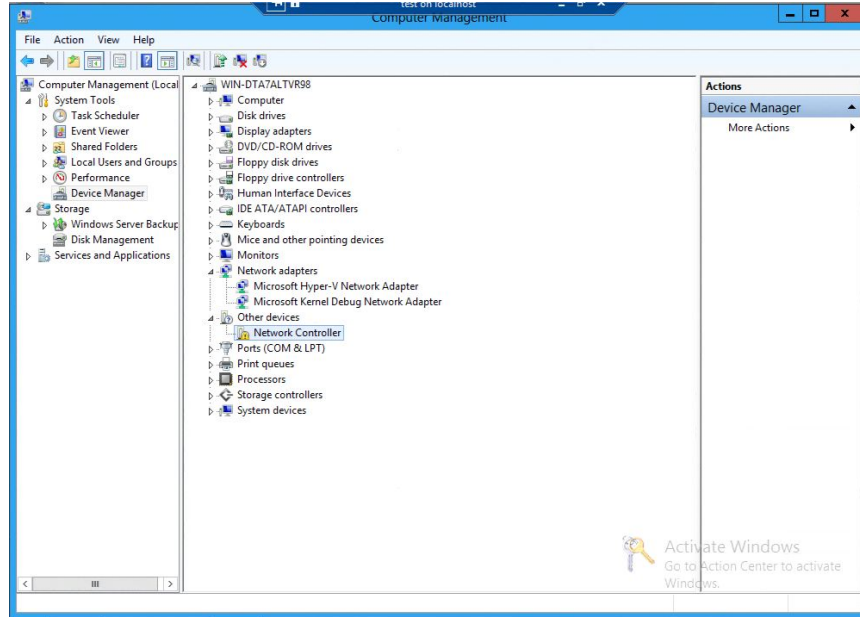 test on localhost
Computer Management
File Action View Help
Computer Management (Local
System Tools
Task Scheduler
Event Viewer
Shared Folders
Local Users and Groups
Performance
Device Manager
Storage
Windows Server Backup
Disk Management
Services and Applications
WIN-DTA7ALTVR98
Computer
Disk drives
Display adapters
DVD/CD-ROM drives
Floppy disk drives
Floppy drive controllers
Human Interface Devices
IDE ATA/ATAPI controllers
Keyboards
Mice and other pointing devices
Monitors
Network adapters
Microsoft Hyper-V Network Adapter
Microsoft Kernel Debug Network Adapter
Other devices
Network Controller
Ports (COM & LPT)
Print queues
Processors
Storage controllers
System devices
Actions
Device Manager
More Actions
Activate Windows
Go to Action Center to activate
Windows.